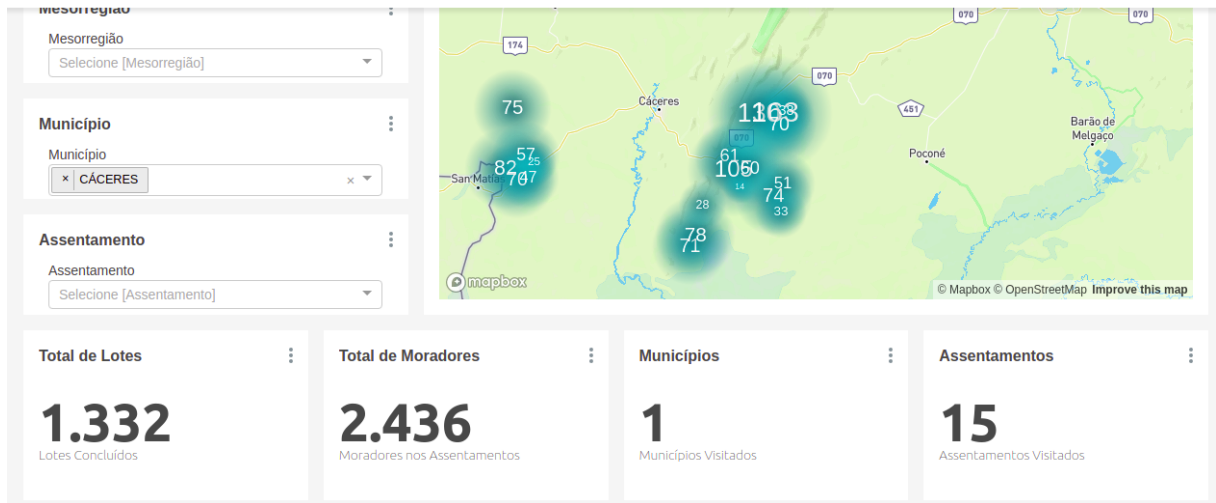 Mesorregião
Mesorregião
Selecione [Mesorregião]
Município
Município
× CÁCERES ×
Assentamento
Assentamento
Selecione [Assentamento]
070
070
174
070
75
Cáceres
70
451
Barão de
Melgaço
070
57
25
82
47
San Matías
61
105
14
Poconé
51
74
33
28
78
71
mapbox
© Mapbox © OpenStreetMap Improve this map
Total de Lotes
1.332
Lotes Concluídos
Total de Moradores
2.436
Moradores nos Assentamentos
Municípios
1
Municípios Visitados
Assentamentos
15
Assentamentos Visitados